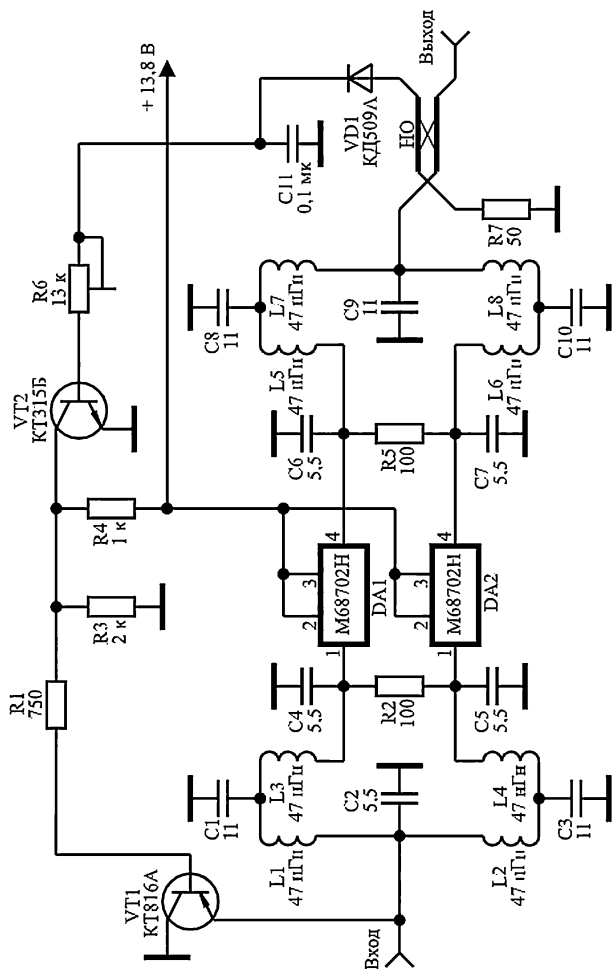 VT1
КТ816А
R1
750
R3
2 к
R4
1 к
VT2
КТ315Б
R6
13 к
+ 13,8 В
C11
0,1 мк
VD1
КД509А
НО
Выход
R7
50
Вход
C1
11
L1
47 нГн
L3
47 нГн
C2
5,5
L2
47 нГн
L4
47 нГн
C3
11
C4
5,5
R2
100
C5
5,5
1
2
3
4
M68702H
DA1
1
2
3
4
M68702H
DA2
C6
5,5
R5
100
C7
5,5
C8
11
L5
47 нГн
L7
47 нГн
C9
11
L6
47 нГн
L8
47 нГн
C10
11